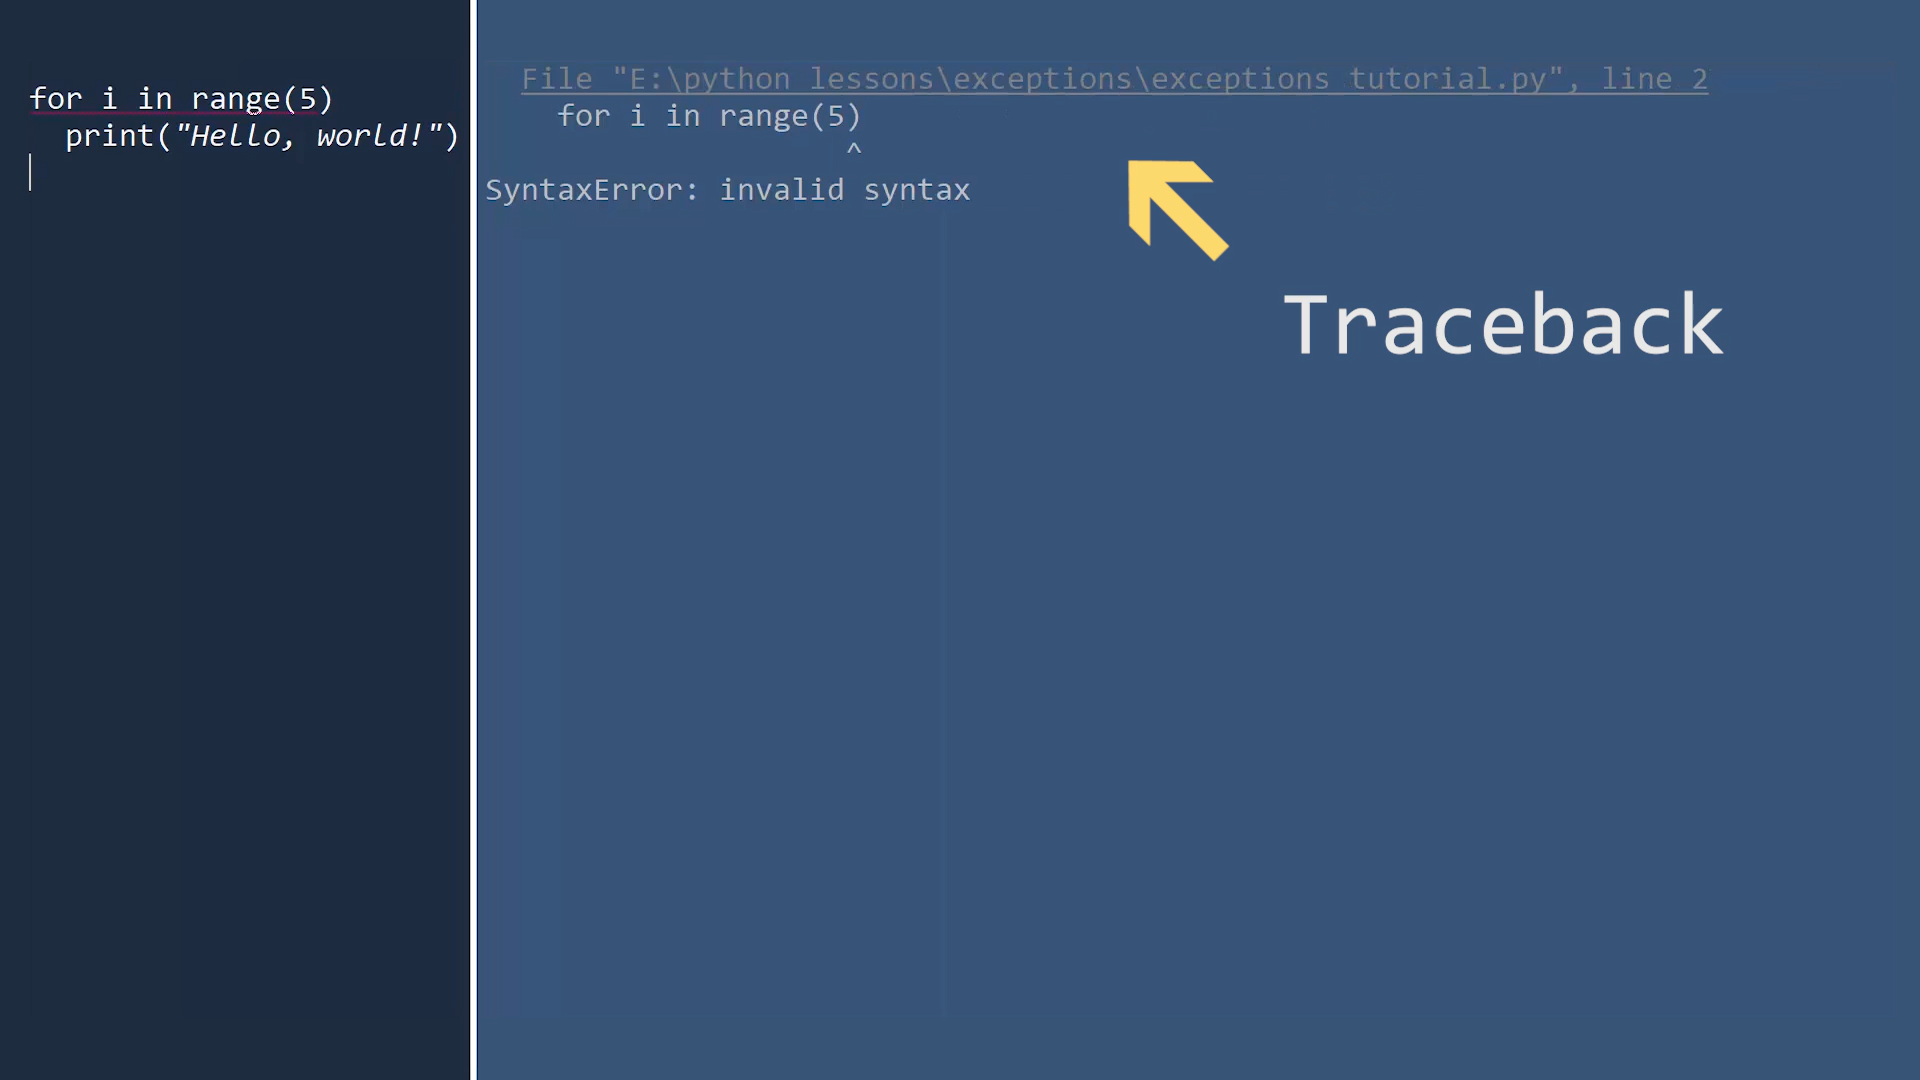 for i in range(5)
  print("Hello, world!")
File "E:\python lessons\exceptions\exceptions tutorial.py", line 2
    for i in range(5)
                    ^
SyntaxError: invalid syntax
Traceback